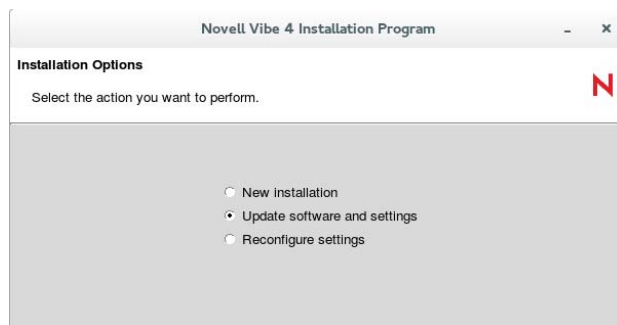 Novell Vibe 4 Installation Program
Installation Options
Select the action you want to perform.
N
New installation
Update software and settings
Reconfigure settings